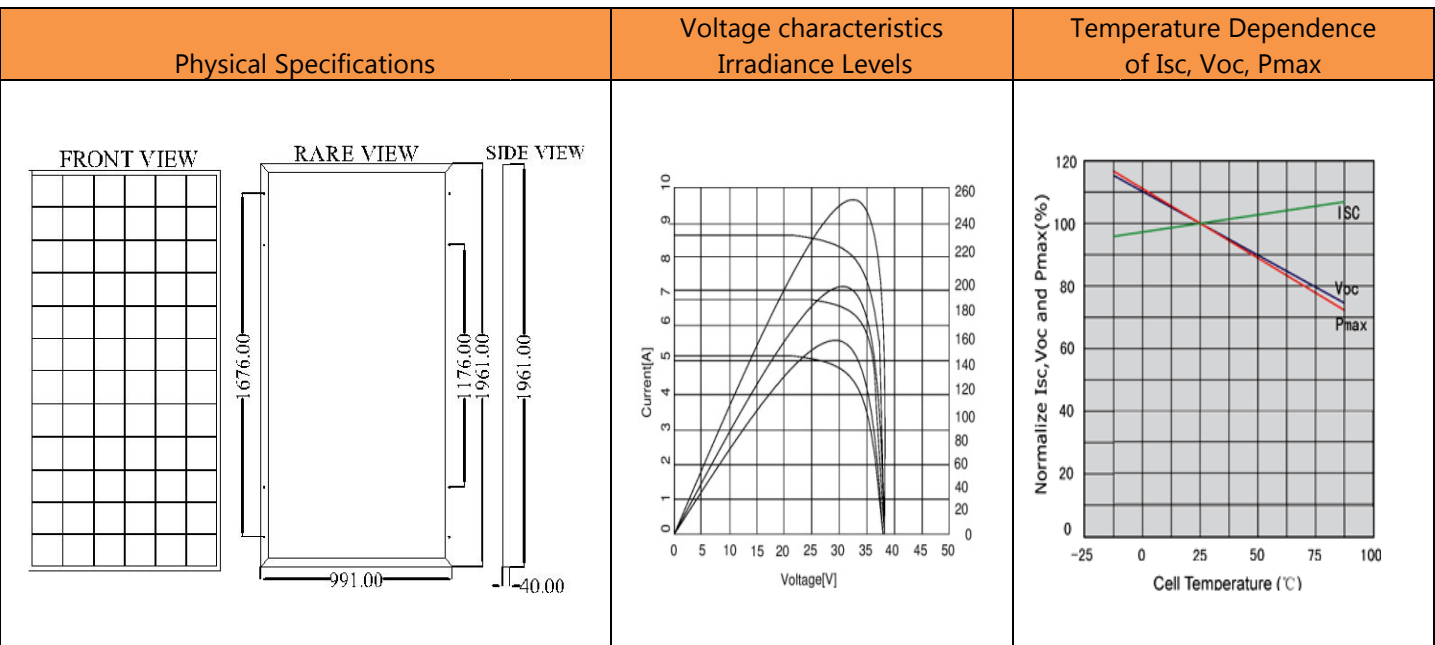 Physical Specifications
Voltage characteristics
Irradiance Levels
Temperature Dependence
of Isc, Voc, Pmax
FRONT VIEW
RARE VIEW
SIDE VIEW
1676.00
1176.00
1961.00
1961.00
991.00
40.00
Current[A]
10
9
8
7
6
5
4
3
2
1
0
260
240
220
200
180
160
140
120
100
80
60
40
20
0
0 5 10 15 20 25 30 35 40 45 50
Voltage[V]
Normalize Isc,Voc and Pmax(%)
120
100
80
60
40
20
0
ISC
Voc
Pmax
-25 0 25 50 75 100
Cell Temperature (℃)